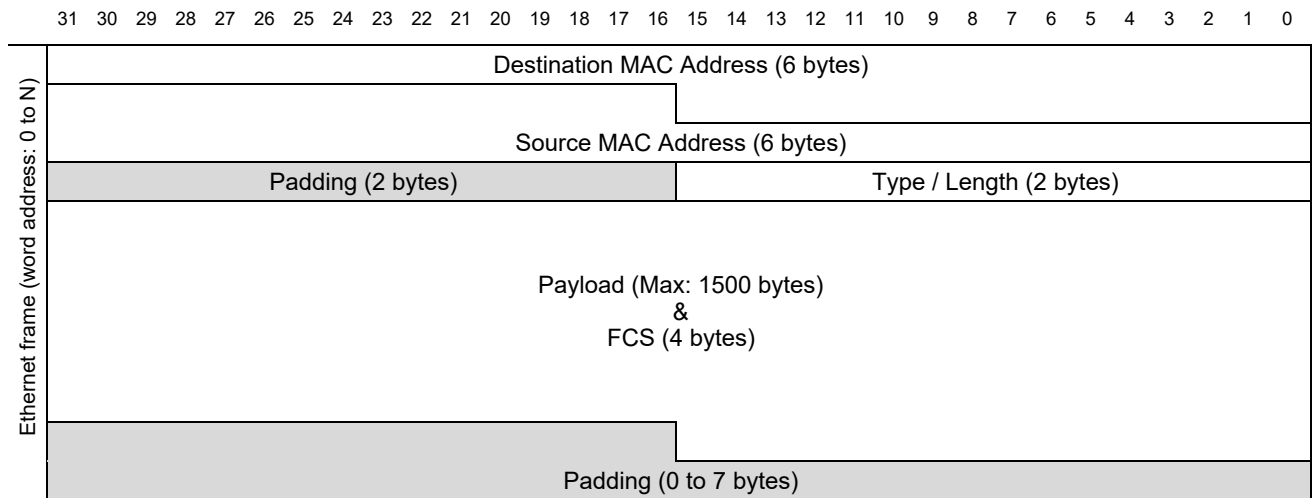 31 30 29 28 27 26 25 24 23 22 21 20 19 18 17 16 15 14 13 12 11 10 9 8 7 6 5 4 3 2 1 0
Ethernet frame (word address: 0 to N)
Destination MAC Address (6 bytes)
Source MAC Address (6 bytes)
Padding (2 bytes) Type / Length (2 bytes)
Payload (Max: 1500 bytes)
&
FCS (4 bytes)
Padding (0 to 7 bytes)